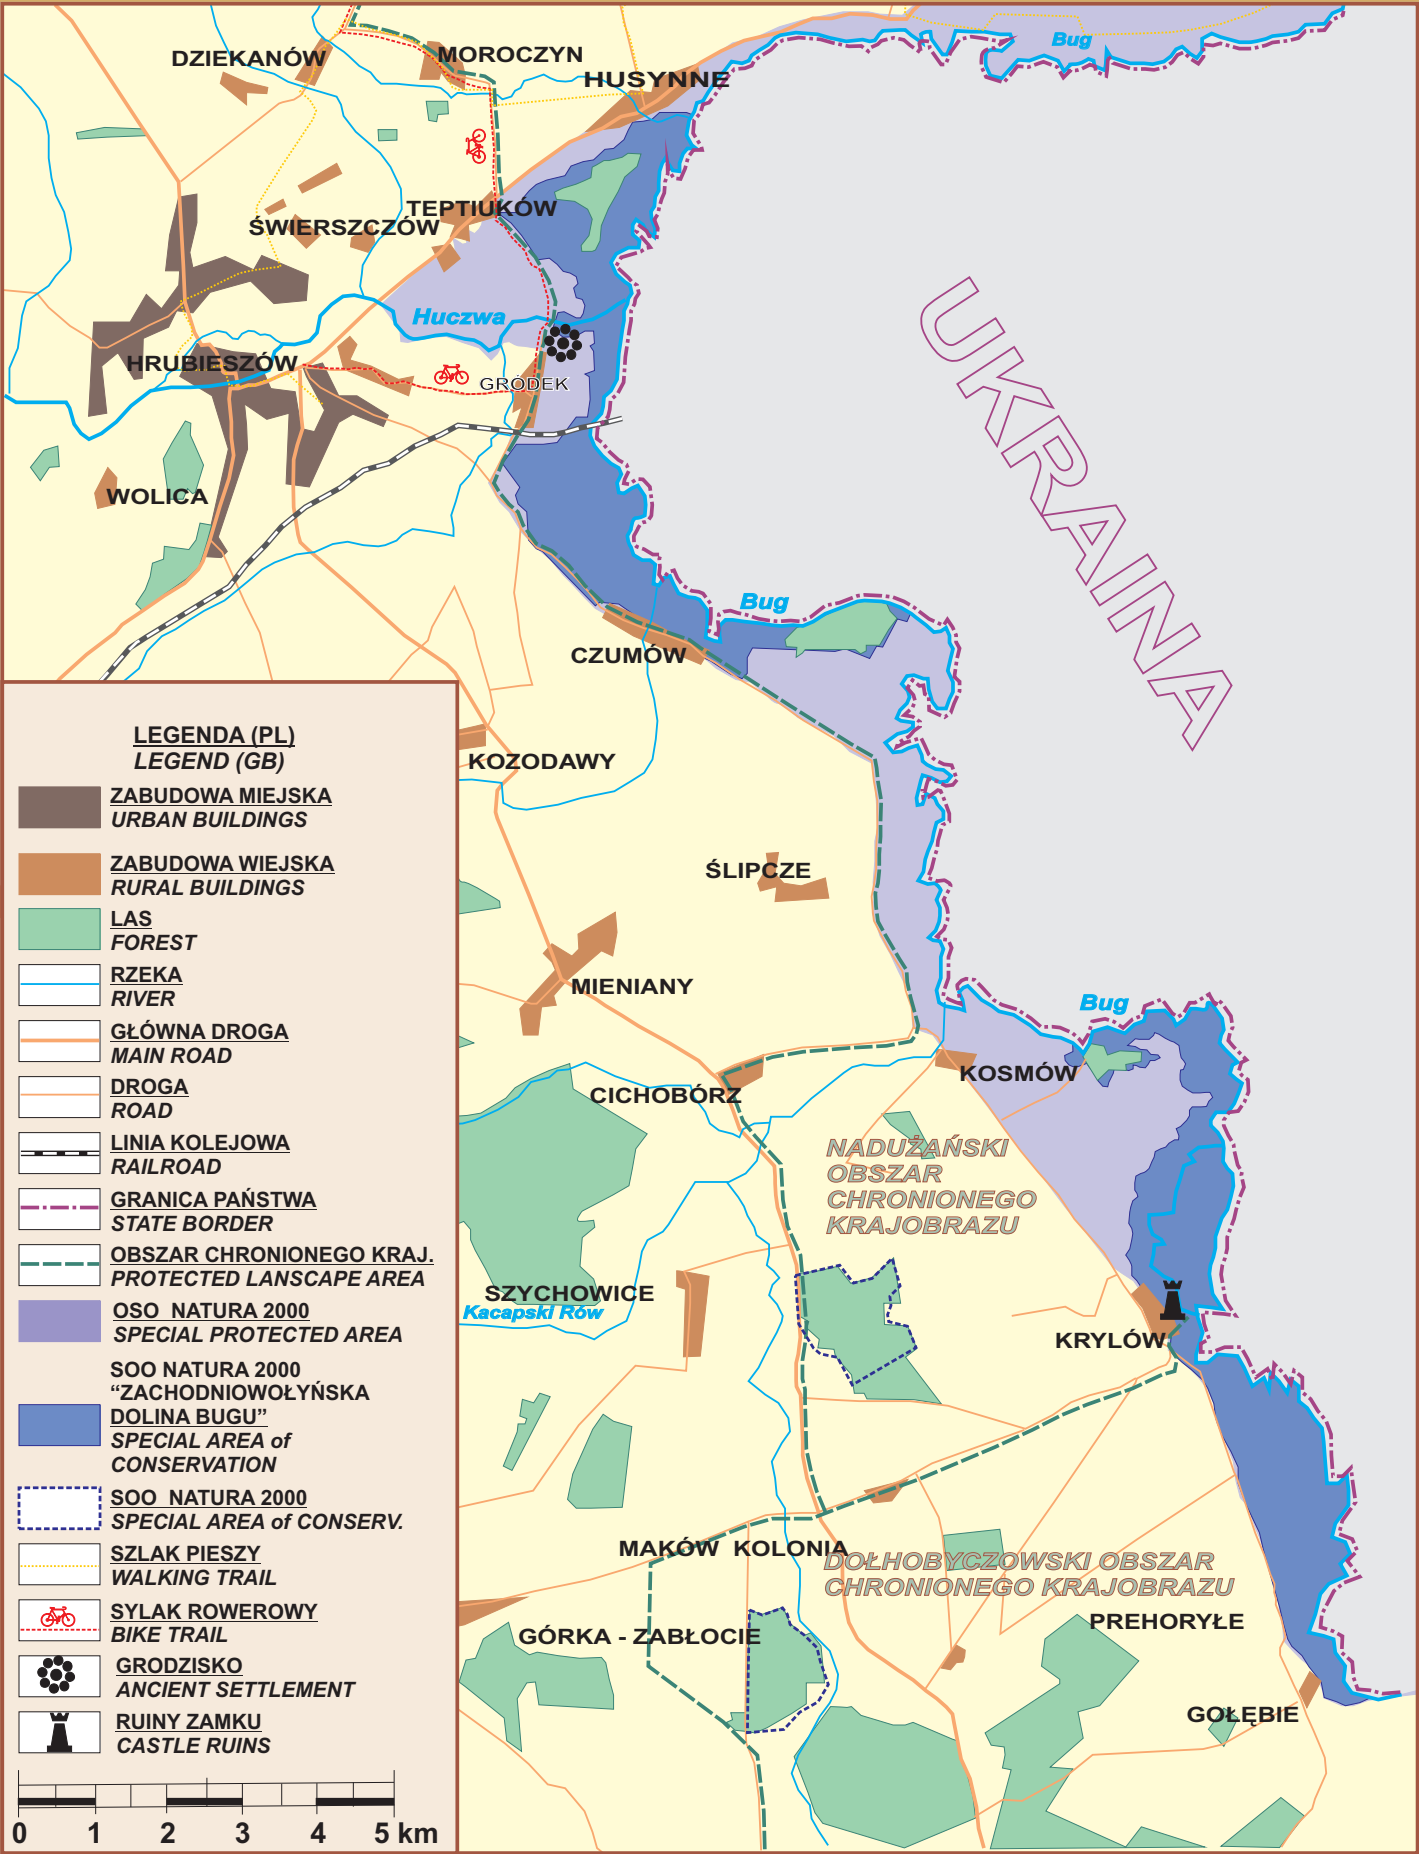 DZIEKANÓW
MOROCZYN
HUSYNNE
Bug
TEPTIUKÓW
ŚWIERSZCZÓW
Huczwa
HRUBIESZÓW
GRÓDEK
UKRAINA
WOLICA
Bug
CZUMÓW
KOZODAWY
ŚLIPCZE
MIENIANY
Bug
KOSMÓW
CICHOBÓRZ
NADUŻAŃSKI
OBSZAR
CHRONIONEGO
KRAJOBRAZU
SZYCHOWICE
Kacapski Rów
KRYLÓW
MAKÓW KOLONIA
DOŁHOBYCZOWSKI OBSZAR
CHRONIONEGO KRAJOBRAZU
PREHORYŁE
GÓRKA - ZABŁOCIE
GOŁĘBIE
LEGENDA (PL)
LEGEND (GB)
ZABUDOWA MIEJSKA
URBAN BUILDINGS
ZABUDOWA WIEJSKA
RURAL BUILDINGS
LAS
FOREST
RZEKA
RIVER
GŁÓWNA DROGA
MAIN ROAD
DROGA
ROAD
LINIA KOLEJOWA
RAILROAD
GRANICA PAŃSTWA
STATE BORDER
OBSZAR CHRONIONEGO KRAJ.
PROTECTED LANSCAPE AREA
OSO NATURA 2000
SPECIAL PROTECTED AREA
SOO NATURA 2000
“ZACHODNIOWOŁYŃSKA
DOLINA BUGU”
SPECIAL AREA of
CONSERVATION
SOO NATURA 2000
SPECIAL AREA of CONSERV.
SZLAK PIESZY
WALKING TRAIL
SYLAK ROWEROWY
BIKE TRAIL
GRODZISKO
ANCIENT SETTLEMENT
RUINY ZAMKU
CASTLE RUINS
0 1 2 3 4 5 km